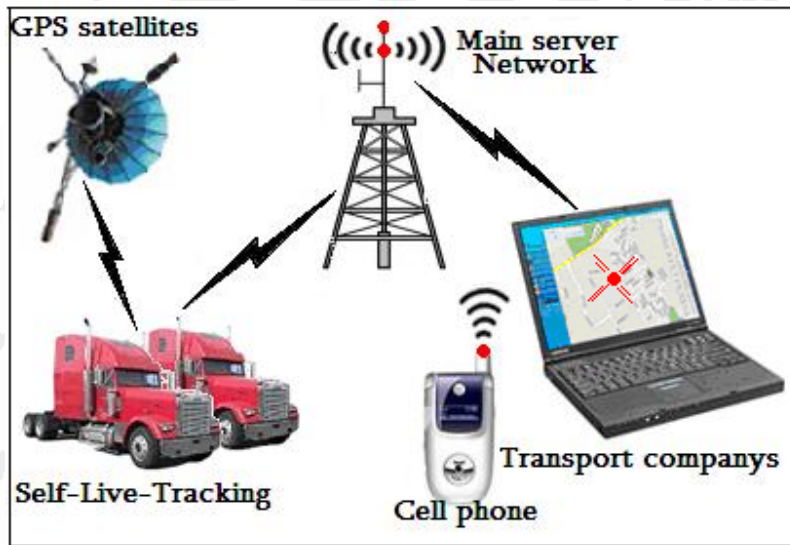 GPS satellites
Main server
Network
Self-Live-Tracking
Cell phone
Transport companys